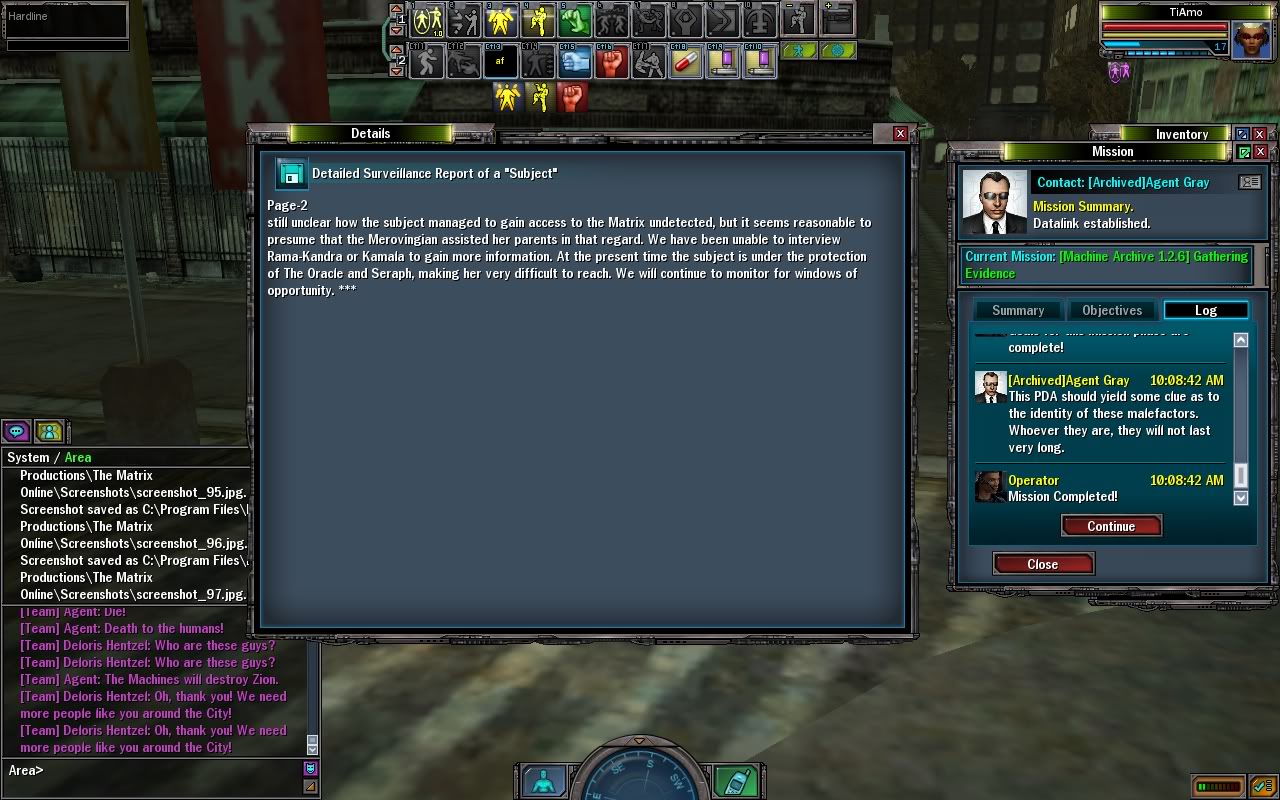 Hardline
1
1.0
2
af
TiAmo
17
K
R
K
Details
Detailed Surveillance Report of a "Subject"
Page-2
still unclear how the subject managed to gain access to the Matrix undetected, but it seems reasonable to
presume that the Merovingian assisted her parents in that regard. We have been unable to interview
Rama-Kandra or Kamala to gain more information. At the present time the subject is under the protection
of The Oracle and Seraph, making her very difficult to reach. We will continue to monitor for windows of
opportunity. ***
Inventory
Mission
Contact: [Archived]Agent Gray
Mission Summary.
Datalink established.
Current Mission: [Machine Archive 1.2.6] Gathering
Evidence
Summary Objectives Log
complete!
[Archived]Agent Gray 10:08:42 AM
This PDA should yield some clue as to
the identity of these malefactors.
Whoever they are, they will not last
very long.
Operator 10:08:42 AM
Mission Completed!
Continue
Close
System / Area
Productions\The Matrix
Online\Screenshots\screenshot_95.jpg.
Screenshot saved as C:\Program Files\
Productions\The Matrix
Online\Screenshots\screenshot_96.jpg.
Screenshot saved as C:\Program Files\
Productions\The Matrix
Online\Screenshots\screenshot_97.jpg.
[Team] Agent: Die!
[Team] Agent: Death to the humans!
[Team] Deloris Hentzel: Who are these guys?
[Team] Deloris Hentzel: Who are these guys?
[Team] Agent: The Machines will destroy Zion.
[Team] Deloris Hentzel: Oh, thank you! We need
more people like you around the City!
[Team] Deloris Hentzel: Oh, thank you! We need
more people like you around the City!
Area>
E SE S SW